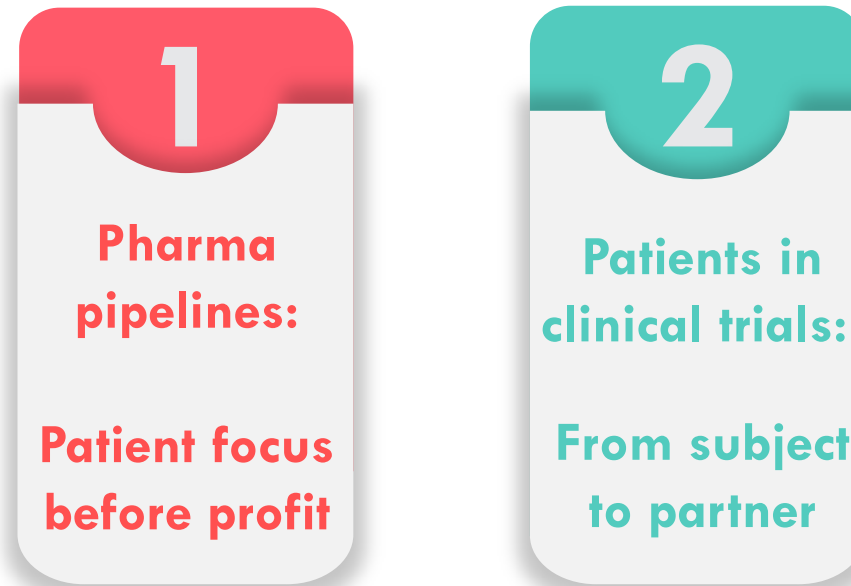 1
Pharma
pipelines:
Patient focus
before profit
2
Patients in
clinical trials:
From subject
to partner